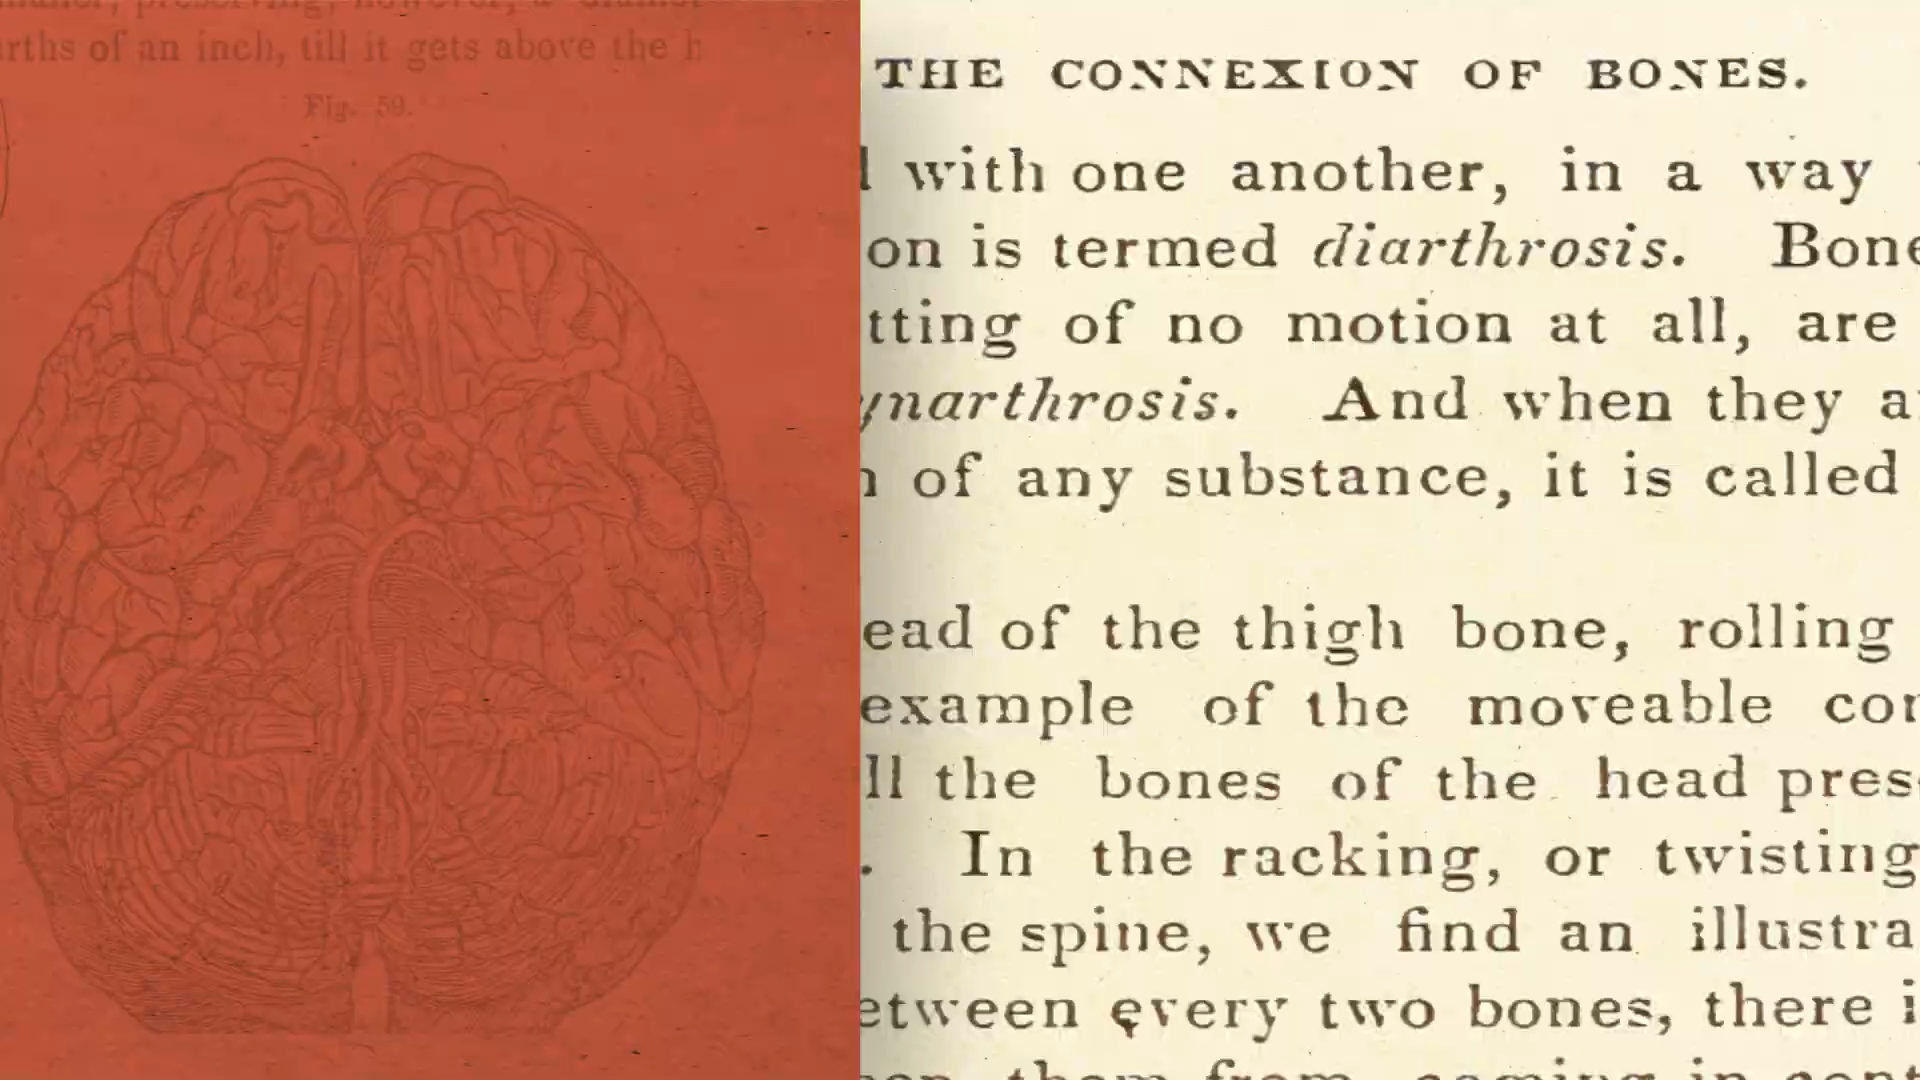 rths of an inch, till it gets above the h
Fig. 59.
THE CONNEXION OF BONES.
with one another, in a way
on is termed diarthrosis. Bone
tting of no motion at all, are
ynarthrosis. And when they a
of any substance, it is called
ead of the thigh bone, rolling
example of the moveable con
ll the bones of the head pres
. In the racking, or twisting
the spine, we find an illustra
etween every two bones, there i